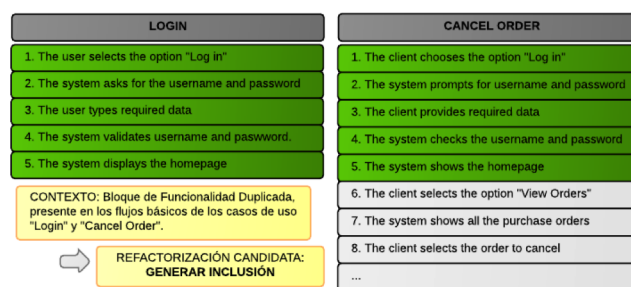 LOGIN
1. The user selects the option "Log in"
2. The system asks for the username and password
3. The user types required data
4. The system validates username and paswword.
5. The system displays the homepage
CONTEXTO: Bloque de Funcionalidad Duplicada,
presente en los flujos básicos de los casos de uso
"Login" y "Cancel Order".
REFACTORIZACIÓN CANDIDATA:
GENERAR INCLUSIÓN
CANCEL ORDER
1. The client chooses the option "Log in"
2. The system prompts for username and password
3. The client provides required data
4. The system checks the username and password
5. The system shows the homepage
6. The client selects the option "View Orders"
7. The system shows all the purchase orders
8. The client selects the order to cancel
...